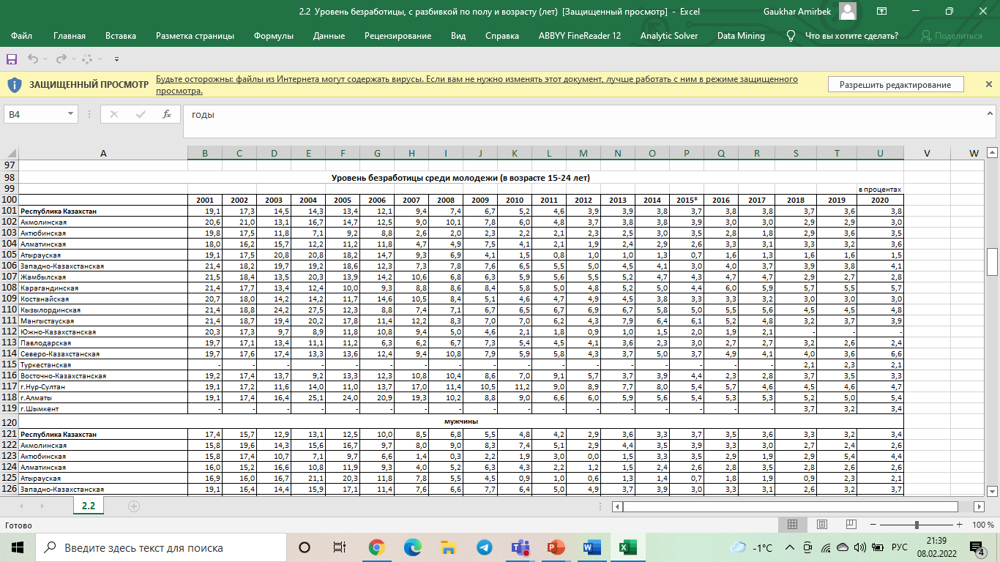 2.2 Уровень безработицы, с разбивкой по полу и возрасту (лет) [Защищенный просмотр] - Excel
Gaukhar Amirbek
Файл Главная Вставка Разметка страницы Формулы Данные Рецензирование Вид Справка ABBYY FineReader 12 Analytic Solver Data Mining Что вы хотите сделать? Поделиться
ЗАЩИЩЕННЫЙ ПРОСМОТР Будьте осторожны: файлы из Интернета могут содержать вирусы. Если вам не нужно изменять этот документ, лучше работать с ним в режиме защищенного
просмотра.
Разрешить редактирование
B4 fx годы
A B C D E F G H I J K L M N O P Q R S T U V W
97
98 Уровень безработицы среди молодежи (в возрасте 15-24 лет)
99 в процентах
100 2001 2002 2003 2004 2005 2006 2007 2008 2009 2010 2011 2012 2013 2014 2015* 2016 2017 2018 2019 2020
101 Республика Казахстан 19,1 17,3 14,5 14,3 13,4 12,1 9,4 7,4 6,7 5,2 4,6 3,9 3,9 3,8 3,7 3,8 3,8 3,7 3,6 3,8
102 Акмолинская 20,6 21,0 13,1 16,7 14,7 12,5 9,0 10,1 7,8 6,0 4,8 3,7 3,8 3,8 3,9 3,0 3,0 2,9 2,9 3,0
103 Актюбинская 19,8 17,5 11,8 7,1 9,2 8,8 2,6 2,0 2,3 2,2 2,1 2,3 2,5 3,0 3,5 2,8 1,8 2,9 3,6 3,5
104 Алматинская 18,0 16,2 15,7 12,2 11,2 11,8 4,7 4,9 7,5 4,1 2,1 1,9 2,4 2,9 2,6 3,3 3,1 3,3 3,2 3,6
105 Атырауская 19,1 17,5 20,8 20,8 18,2 14,7 9,3 6,9 4,1 1,5 0,8 1,0 1,0 1,3 0,7 1,6 1,3 1,6 1,6 1,5
106 Западно-Казахстанская 21,4 18,2 19,7 19,2 18,6 12,3 7,3 7,8 7,6 6,5 5,5 5,0 4,5 4,1 3,0 4,0 3,7 3,9 3,8 4,1
107 Жамбылская 21,5 18,4 13,5 20,3 13,9 14,2 10,6 6,8 6,3 5,9 5,6 5,5 5,2 4,7 4,3 4,7 4,7 2,9 2,7 2,8
108 Карагандинская 21,4 17,7 13,4 12,4 10,0 9,3 8,8 8,6 8,4 5,8 5,0 4,8 5,2 5,0 4,4 6,0 5,9 5,7 5,5 5,7
109 Костанайская 20,7 18,0 14,2 14,2 11,7 14,6 10,5 8,4 5,1 4,6 4,7 4,9 4,5 3,8 3,3 3,3 3,2 3,0 3,0 3,0
110 Кызылординская 21,4 18,8 24,2 27,5 12,3 8,8 7,4 7,1 6,7 6,5 6,7 6,9 6,7 5,8 5,0 5,5 5,6 4,5 4,5 4,8
111 Мангыстауская 21,4 18,7 19,4 20,2 17,8 11,4 12,2 8,3 7,0 7,0 6,2 4,3 7,9 6,4 6,1 5,2 4,8 3,2 3,7 3,9
112 Южно-Казахстанская 20,3 17,3 9,7 8,9 11,8 10,8 9,4 5,0 4,6 2,1 1,8 0,9 1,0 1,5 2,0 1,9 2,1 - - -
113 Павлодарская 19,7 17,1 13,4 11,1 11,2 6,3 6,2 6,7 7,3 5,4 4,5 4,1 3,6 2,3 3,0 2,7 2,7 3,2 2,6 2,4
114 Северо-Казахстанская 19,7 17,6 17,4 13,3 13,6 12,4 9,4 10,8 7,9 5,9 5,8 4,3 3,7 5,0 3,7 4,9 4,1 4,0 3,6 6,6
115 Туркестанская - - - - - - - - - - - - - - - - - 2,1 2,3 2,1
116 Восточно-Казахстанская 19,2 17,4 13,7 9,2 13,3 12,3 10,8 10,4 8,6 7,0 9,1 5,7 3,7 3,9 4,4 2,3 2,8 3,7 3,5 3,3
117 г.Нур-Султан 19,1 17,2 11,6 14,0 11,0 13,7 17,0 11,4 10,5 11,2 9,0 8,9 7,7 8,0 5,4 5,7 4,6 4,5 4,6 4,7
118 г.Алматы 19,1 17,4 16,4 25,1 24,0 20,9 19,3 10,2 8,8 9,0 6,6 6,0 5,9 5,6 5,4 5,3 5,3 5,2 5,0 5,4
119 г.Шымкент - - - - - - - - - - - - - - - - - 3,7 3,2 3,4
120 мужчины
121 Республика Казахстан 17,4 15,7 12,9 13,1 12,5 10,0 8,5 6,8 5,5 4,8 4,2 2,9 3,6 3,3 3,7 3,5 3,6 3,3 3,2 3,4
122 Акмолинская 15,8 19,6 14,3 15,6 16,7 9,7 8,0 9,0 8,3 7,4 5,1 2,9 4,4 3,5 3,9 3,3 3,0 2,7 2,4 2,6
123 Актюбинская 15,8 17,4 10,7 7,1 9,7 6,6 1,4 0,3 2,2 1,9 3,0 0,0 1,5 3,3 3,5 2,9 1,9 2,9 5,4 4,4
124 Алматинская 16,0 15,2 16,6 10,8 11,9 9,3 4,0 5,2 6,3 4,3 2,2 1,2 1,5 2,4 2,6 2,8 3,5 2,8 2,6 2,6
125 Атырауская 16,9 16,0 16,7 21,1 20,3 11,8 7,8 5,5 4,5 0,9 1,0 0,6 1,3 1,4 0,7 1,8 1,9 0,9 2,3 2,1
126 Западно-Казахстанская 19,1 16,4 14,4 15,9 17,1 11,4 7,6 6,6 7,7 6,4 5,0 4,9 3,7 3,9 3,0 3,3 3,1 2,6 3,2 3,7
2.2
Готово 100 %
Введите здесь текст для поиска -1°C РУС 21:39
08.02.2022 4